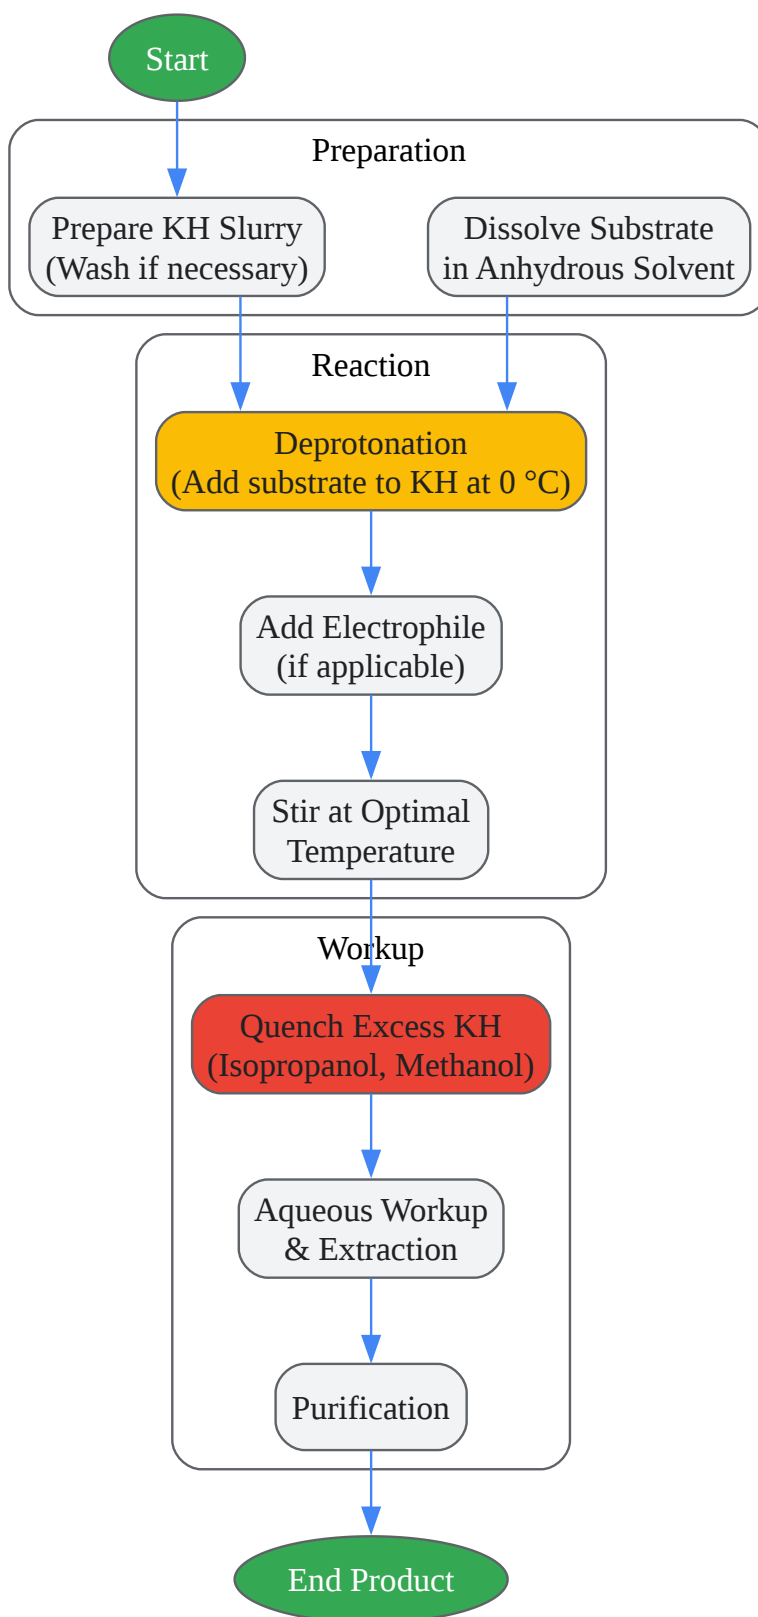 Start
Preparation
Prepare KH Slurry
(Wash if necessary)
Dissolve Substrate
in Anhydrous Solvent
Reaction
Deprotonation
(Add substrate to KH at 0 °C)
Add Electrophile
(if applicable)
Stir at Optimal
Temperature
Workup
Quench Excess KH
(Isopropanol, Methanol)
Aqueous Workup
& Extraction
Purification
End Product